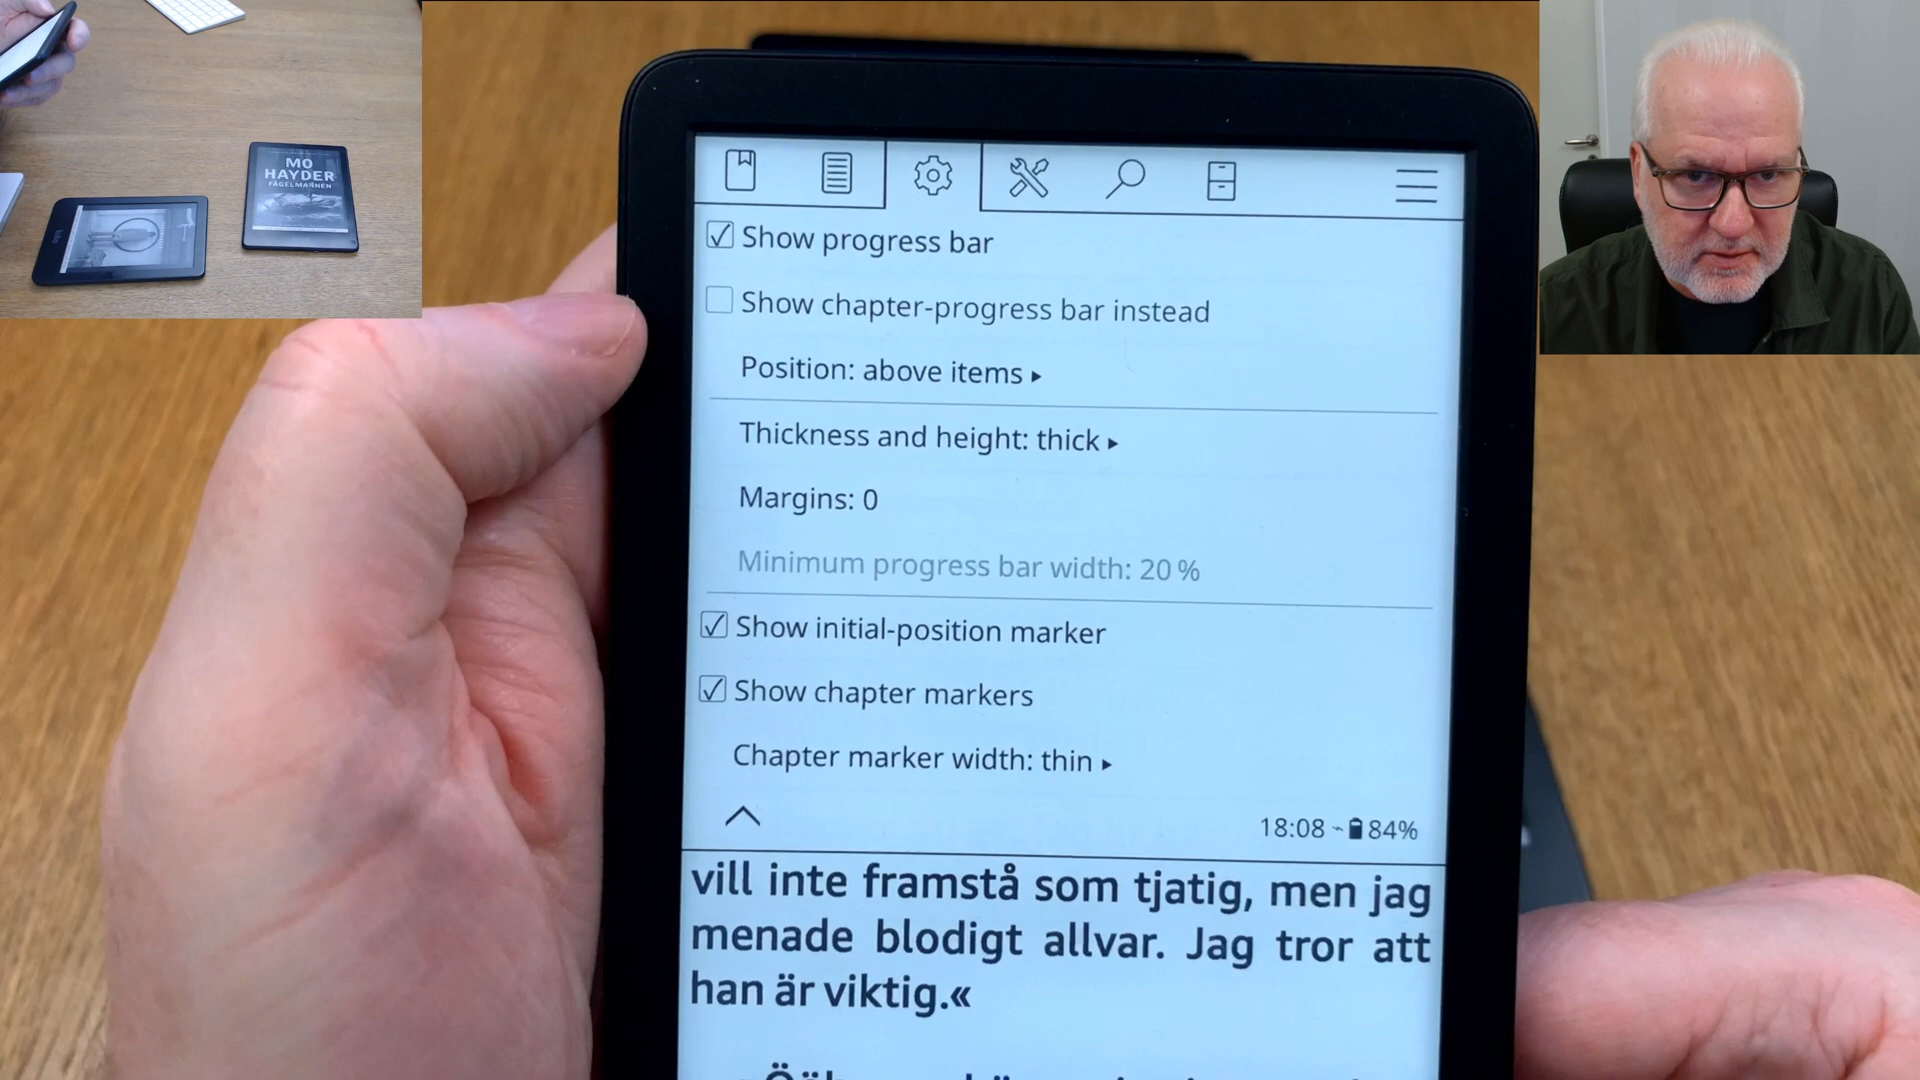 MO
HAYDER
FÅGELMANNEN
Show progress bar
Show chapter-progress bar instead
Position: above items ▸
Thickness and height: thick ▸
Margins: 0
Minimum progress bar width: 20 %
Show initial-position marker
Show chapter markers
Chapter marker width: thin ▸
18:08 84%
vill inte framstå som tjatig, men jag
menade blodigt allvar. Jag tror att
han är viktig.«